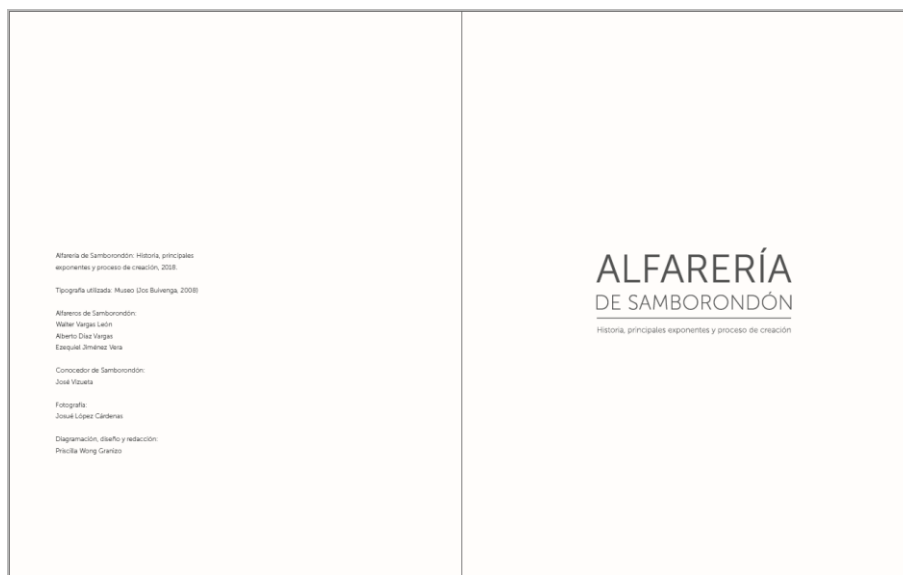 Alfarería de Samborondón: Historia, principales
exponentes y proceso de creación, 2018.
Tipografía utilizada: Museo (Jos Buivenga, 2008)
Alfareros de Samborondón:
Walter Vargas León
Alberto Díaz Vargas
Ezequiel Jiménez Vera
Conocedor de Samborondón:
José Vizueta
Fotografía:
Josué López Cárdenas
Diagramación, diseño y redacción:
Priscilla Wong Granizo
ALFARERÍA
DE SAMBORONDÓN
Historia, principales exponentes y proceso de creación